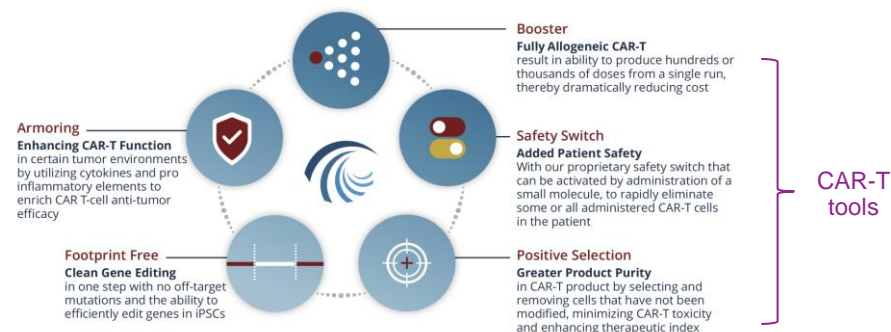 Booster
Fully Allogeneic CAR-T
result in ability to produce hundreds or
thousands of doses from a single run,
thereby dramatically reducing cost
Armoring
Enhancing CAR-T Function
in certain tumor environments
by utilizing cytokines and pro
inflammatory elements to
enrich CAR T-cell anti-tumor
efficacy
Safety Switch
Added Patient Safety
With our proprietary safety switch that
can be activated by administration of a
small molecule, to rapidly eliminate
some or all administered CAR-T cells
in the patient
CAR-T
tools
Footprint Free
Clean Gene Editing
in one step with no off-target
mutations and the ability to
efficiently edit genes in iPSCs
Positive Selection
Greater Product Purity
in CAR-T product by selecting and
removing cells that have not been
modified, minimizing CAR-T toxicity
and enhancing therapeutic index